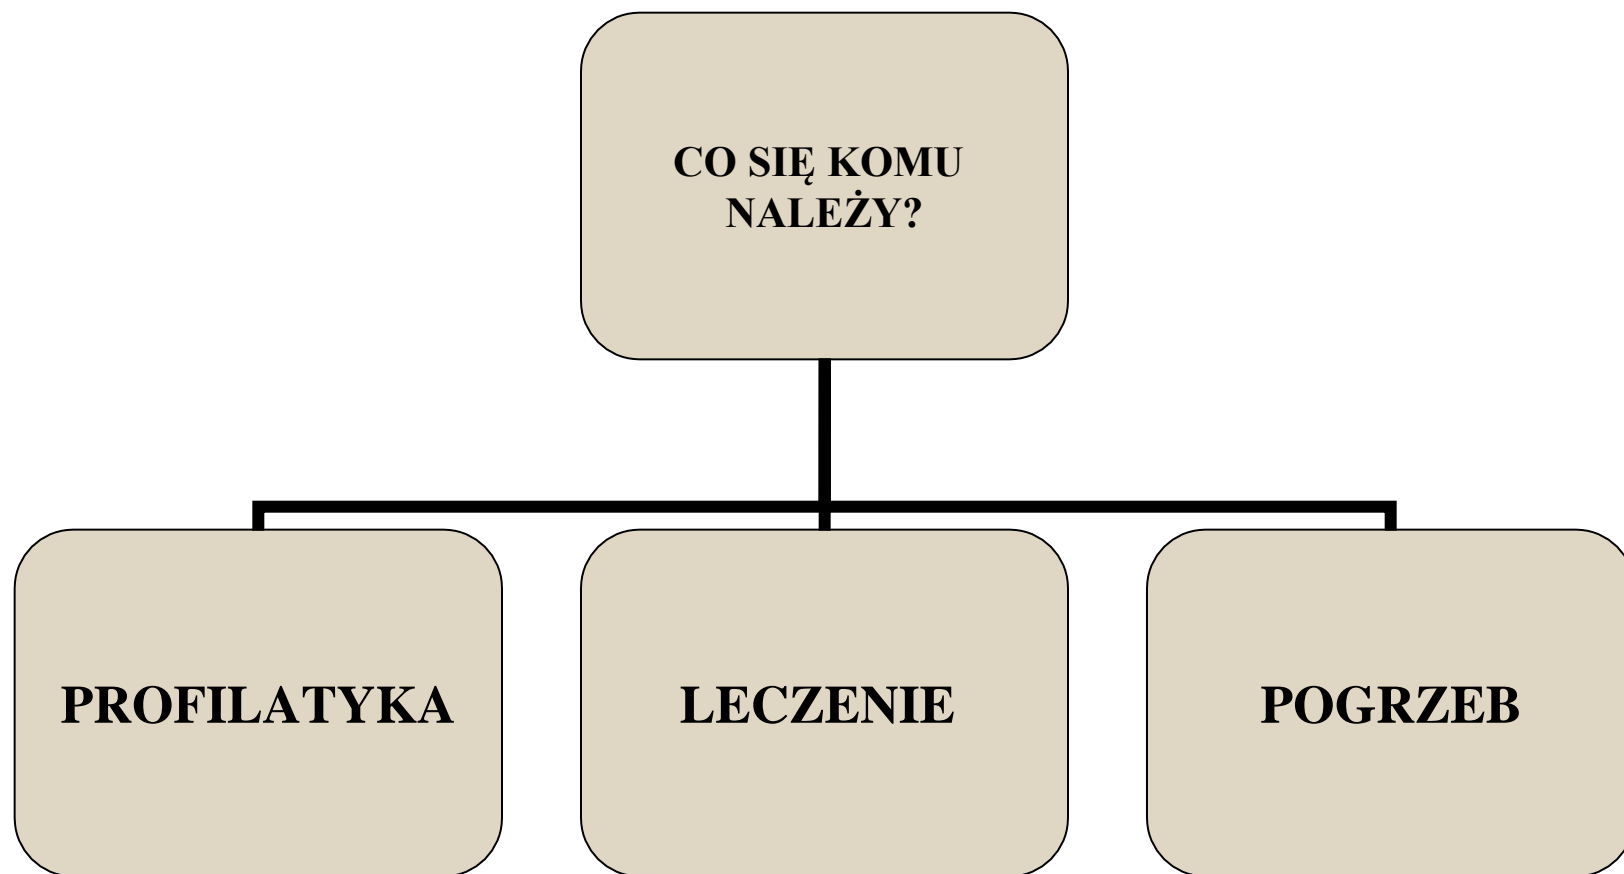 CO SIĘ KOMU
NALEŻY?
PROFILATYKA
LECZENIE
POGRZEB